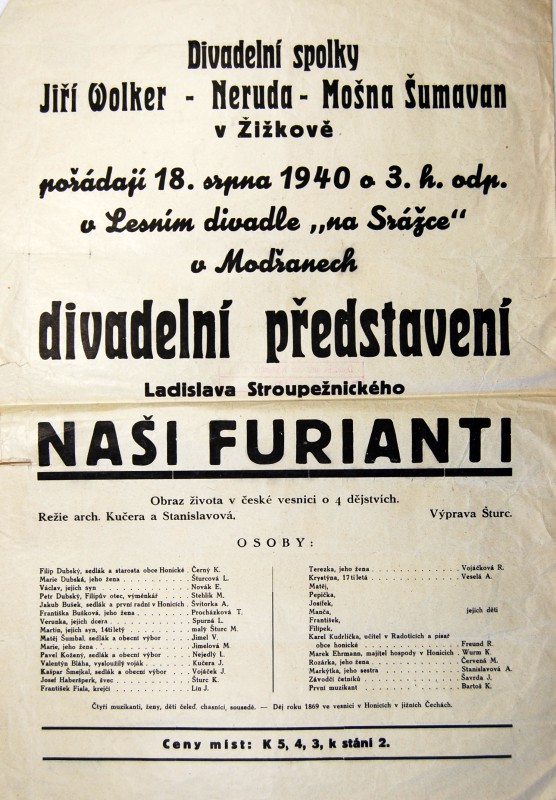 Divadelní spolky
Jiří Wolker - Neruda - Mošna Šumavan
v Žižkově
pořádají 18. srpna 1940 o 3. h. odp.
v Lesním divadle „na Srážce“
v Modřanech
divadelní představení
Ladislava Stroupežnického
NAŠI FURIANTI
Obraz života v české vesnici o 4 dějstvích.
Režie arch. Kučera a Stanislavová. Výprava Šturc.
OSOBY:
Filip Dubský, sedlák a starosta obce Honické . Černý K.
Marie Dubská, jeho žena . . . . . . . . . . Šturcová L.
Václav, jejich syn . . . . . . . . . . Novák E.
Petr Dubský, Filipův otec, výměnkář . . . . Stehlík M.
Jakub Bušek, sedlák a první radní v Honicích . Švitorka A.
Františka Bušková, jeho žena . . . . . . . Procházková T.
Verunka, jejich dcera . . . . . . . . . . Spurná L.
Martin, jejich syn, 14tiletý . . . . . . . malý Šturc M.
Matěj Šumbal, sedlák a obecní výbor . . . . Jimel V.
Marie, jeho žena . . . . . . . . . . Jimelová M.
Pavel Kožený, sedlák a obecní výbor . . . . Nejedlý L.
Valentin Bláha, vysloužilý voják . . . . . Kučera J.
Kašpar Šmejkal, sedlák a obecní výbor . . . . Vojáček J.
Josef Habršperk, švec . . . . . . . . . . Šturc K.
František Fiala, krejčí . . . . . . . . . . Lin J.
Terezka, jeho žena . . . . . . . . . . Vojáčková R.
Krystýna, 17tiletá . . . . . . . . . . Veselá A.
Matěj,
Pepička,
Josífek,
Manča, jejich děti
František,
Filípek,
Karel Kudrlička, učitel v Radoticích a písař
obce honické . . . . . . . . . . Freund R.
Marek Ehrmann, majitel hospody v Honicích . Wurm K.
Rozárka, jeho žena . . . . . . . . . . Červená M.
Markýtka, jeho sestra . . . . . . . . . . Stanislavová A.
Závodčí četníků . . . . . . . . . . Šavrda J.
První muzikant . . . . . . . . . . Bartoš K.
Čtyři muzikanti, ženy, děti čeleď, chasníci, sousedé. — Děj roku 1869 ve vesnici v Honicích v jižních Čechách.
Ceny míst: K 5, 4, 3, k stání 2.